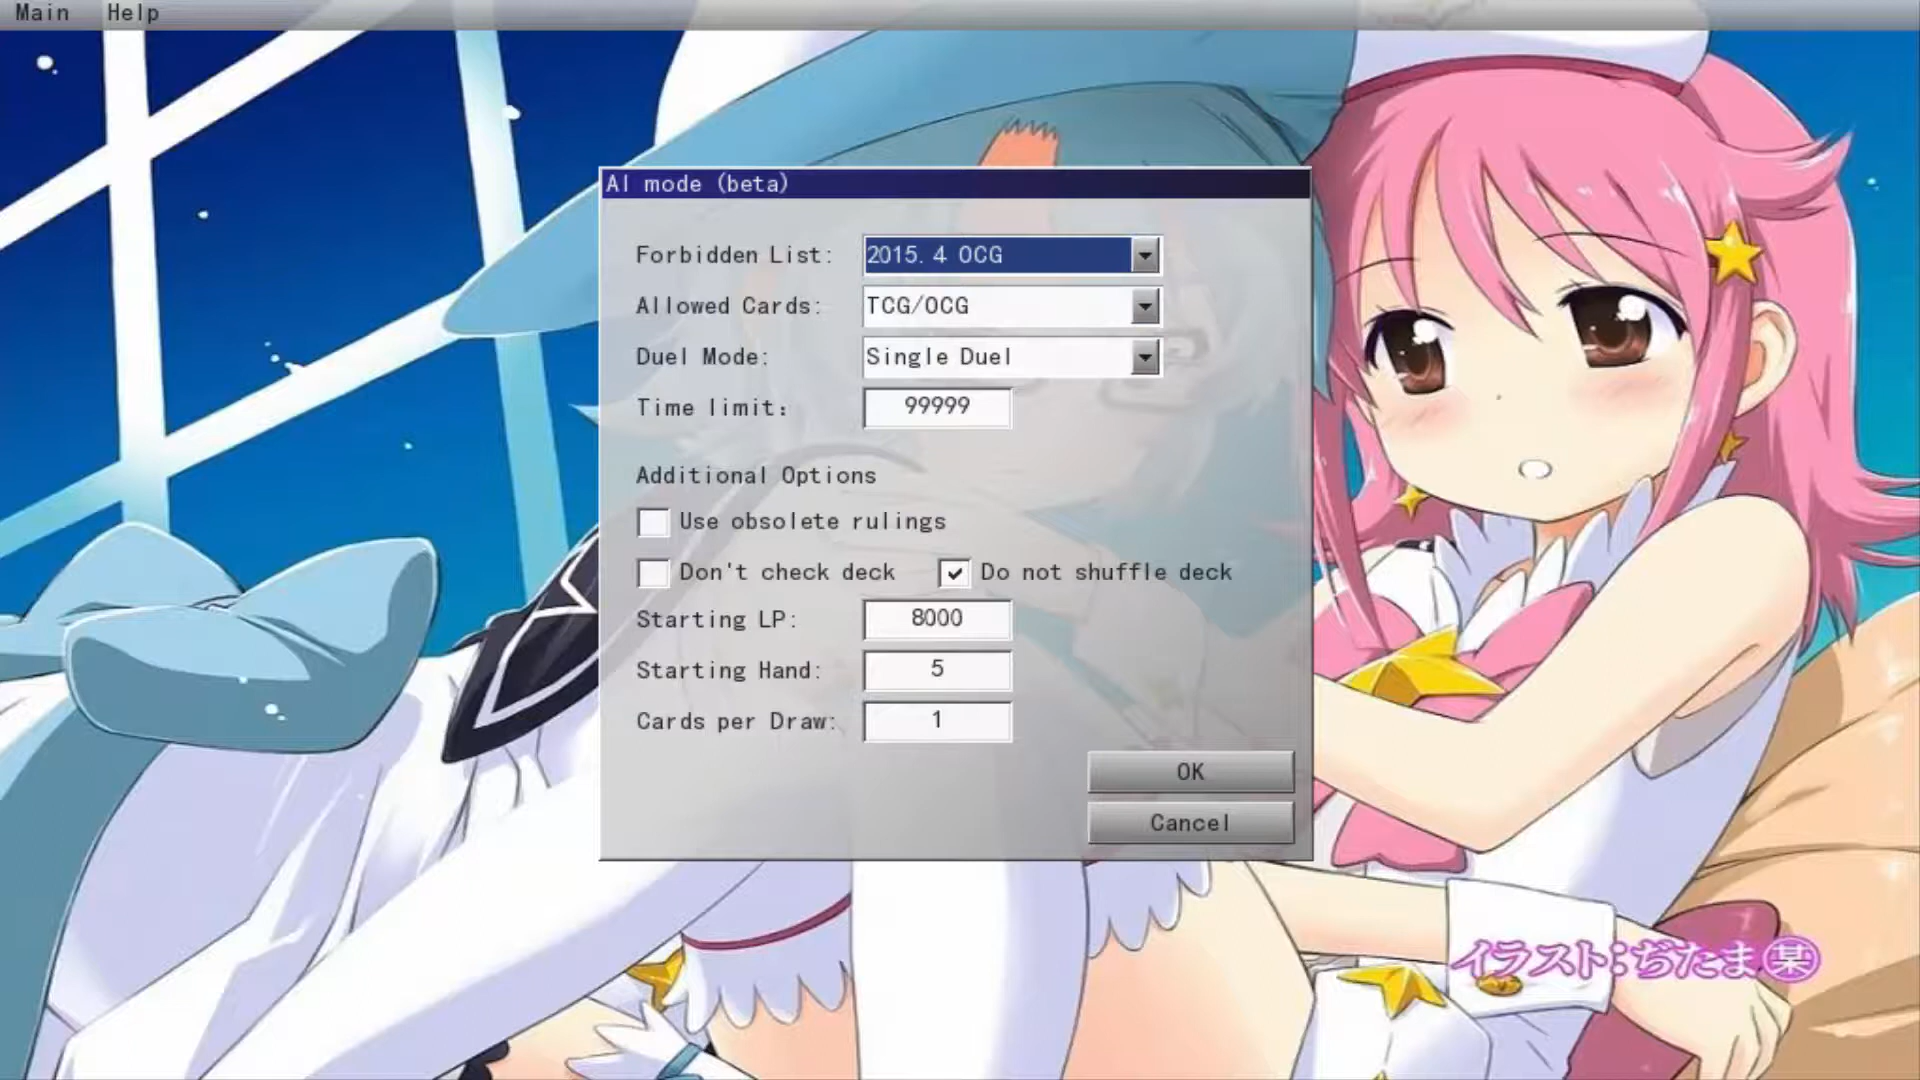 Main Help
AI mode (beta)
Forbidden List: 2015.4 OCG
Allowed Cards: TCG/OCG
Duel Mode: Single Duel
Time limit: 99999
Additional Options
Use obsolete rulings
Don't check deck Do not shuffle deck
Starting LP: 8000
Starting Hand: 5
Cards per Draw: 1
OK
Cancel
イラスト:ぢたま㊣某